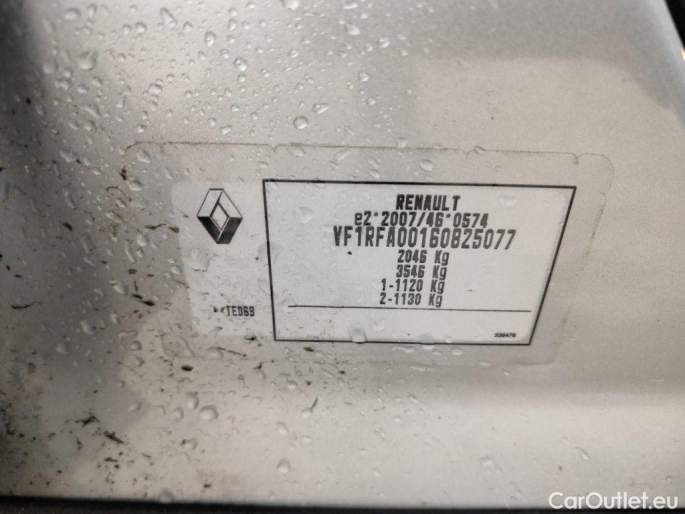 RENAULT
e2*2007/46*0574
VF1RFA00160825077
2046 Kg
3546 Kg
1-1120 Kg
2-1130 Kg
TED69
CarOutlet.eu